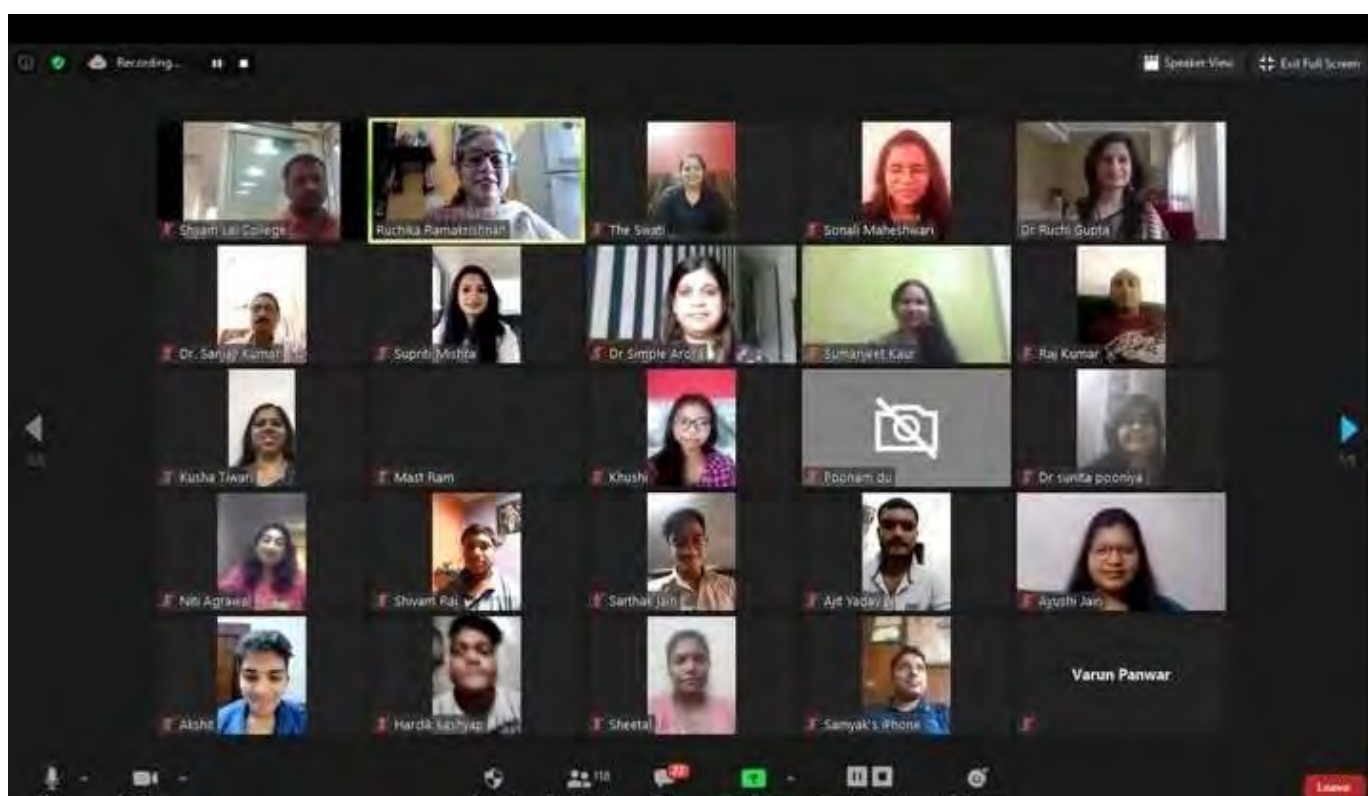 Recording...
Speaker View
Exit Full Screen
Shyam Lal College
Ruchika Ramakrishnan
The Swati
Sonali Maheshwari
Dr Ruchi Gupta
Dr. Sanjay Kumar
Supriti Mishra
Dr Simple Arora
Sumanjeet Kaur
Raj Kumar
Kusha Tiwari
Mast Ram
Khushi
Poonam du
Dr sunita pooniya
Niti Agrawal
Shivam Rai
Sarthak Jain
Ajit Yadav
Ayushi Jain
Akshit
Hardik kashyap
Sheetal
Samyak's iPhone
Varun Panwar
118
Leave